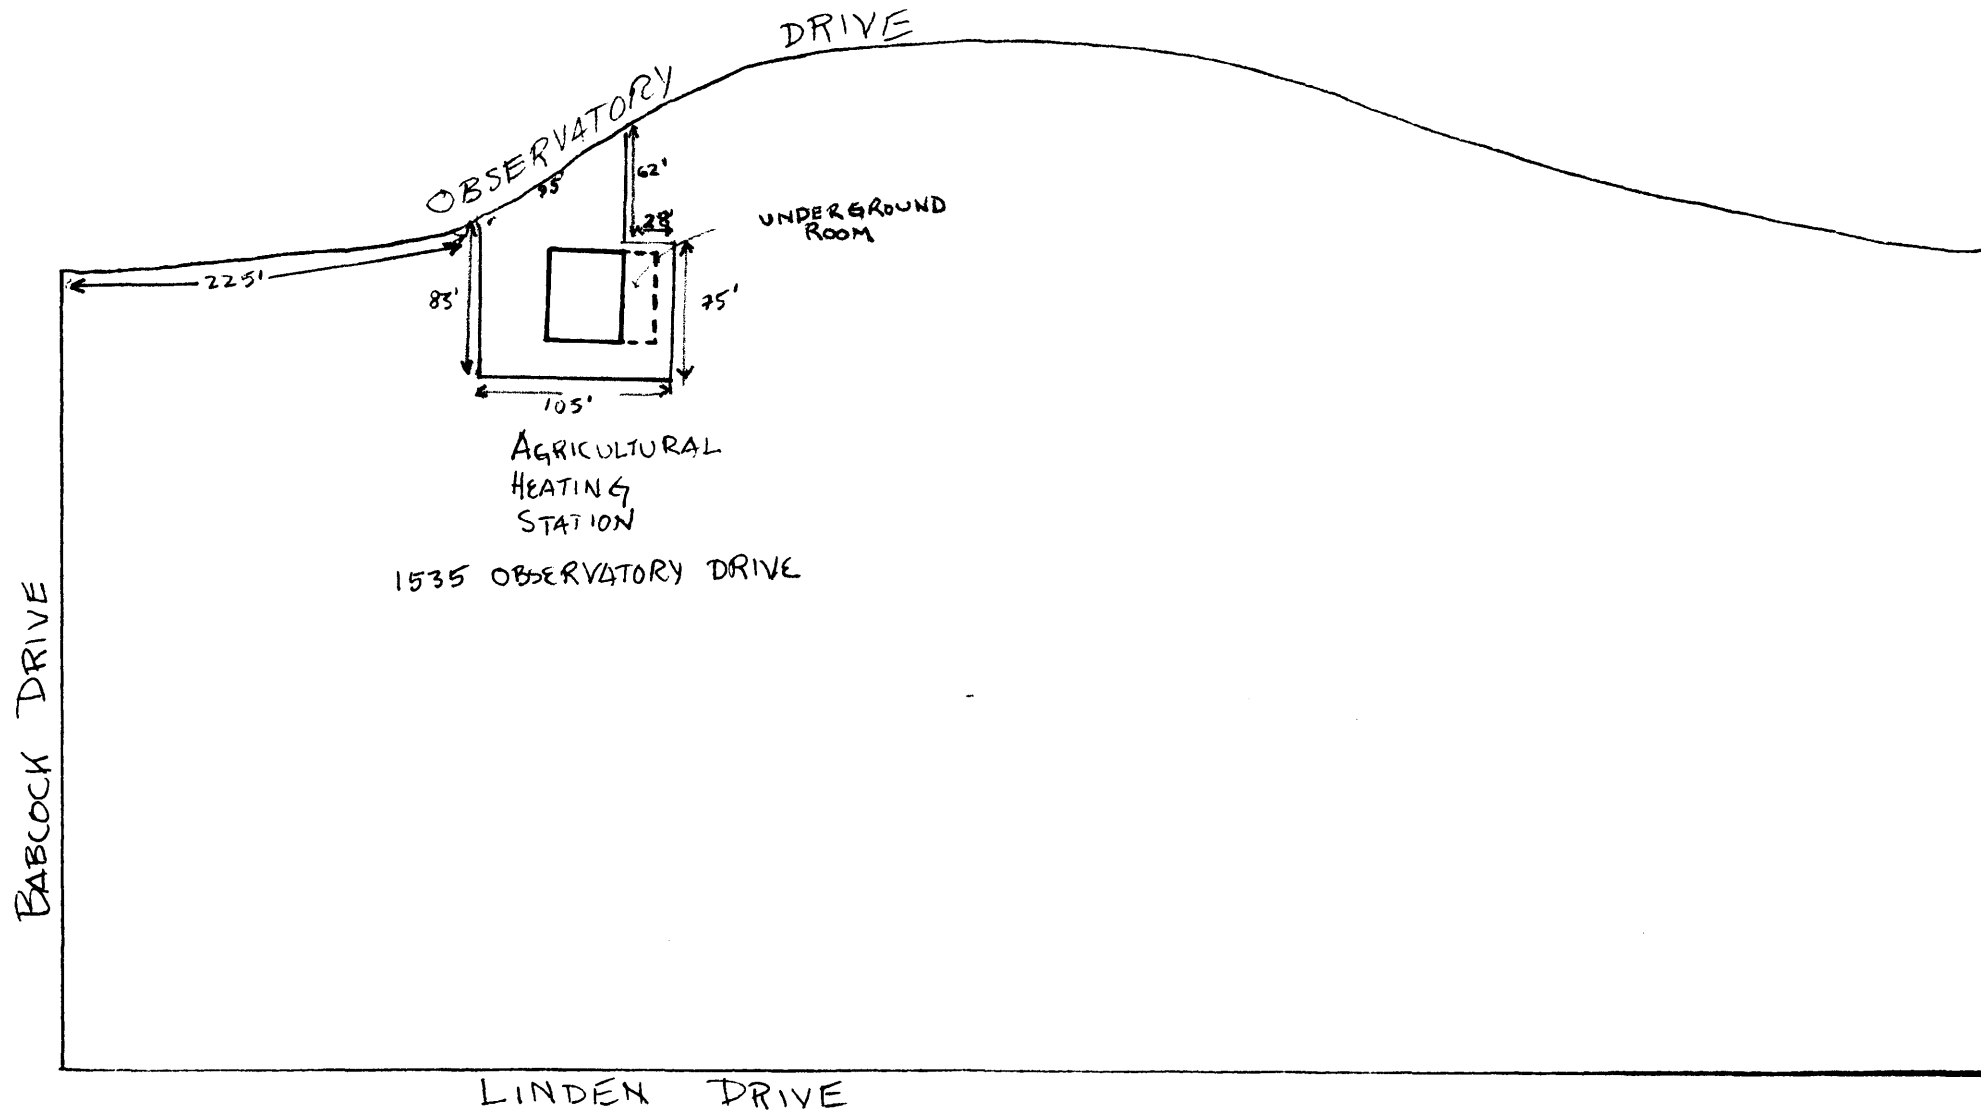 DRIVE
OBSERVATORY
95'
62'
28'
UNDERGROUND
ROOM
225'
83'
75'
105'
AGRICULTURAL
HEATING
STATION
1535 OBSERVATORY DRIVE
BABCOCK DRIVE
LINDEN DRIVE